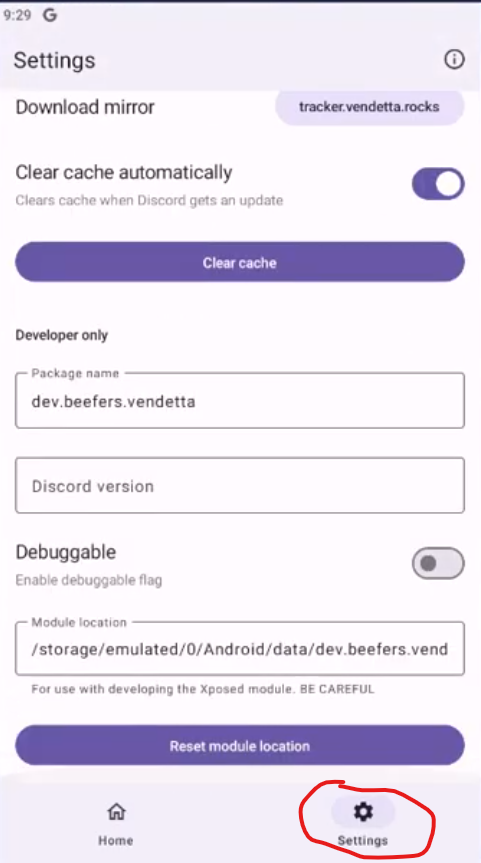 9:29 G
Settings
Download mirror
tracker.vendetta.rocks
Clear cache automatically
Clears cache when Discord gets an update
Clear cache
Developer only
Package name
dev.beefers.vendetta
Discord version
Debuggable
Enable debuggable flag
Module location
/storage/emulated/0/Android/data/dev.beefers.vend
For use with developing the Xposed module. BE CAREFUL
Reset module location
Home
Settings